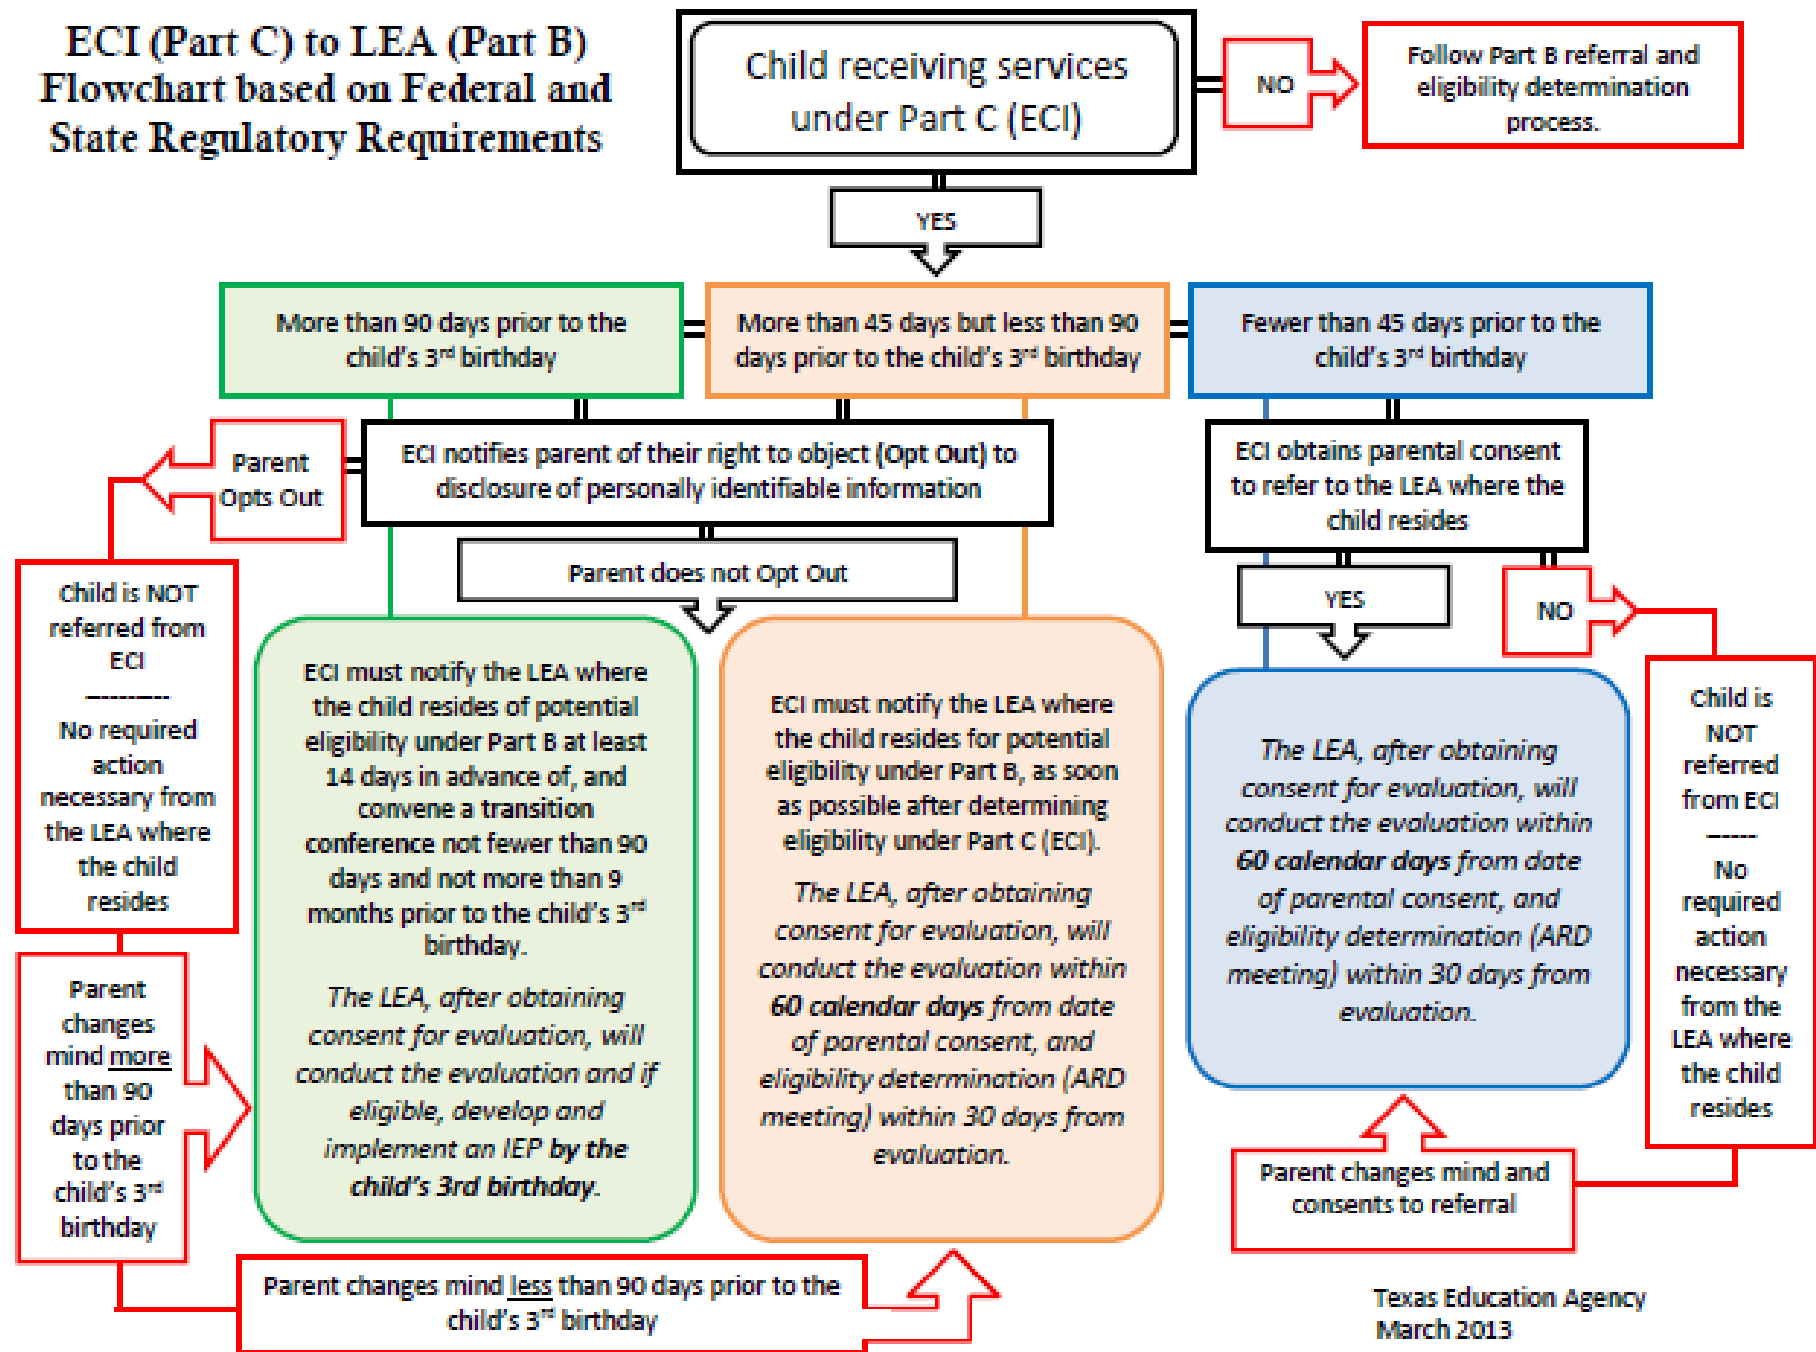 ECI (Part C) to LEA (Part B)
Flowchart based on Federal and
State Regulatory Requirements
Child receiving services
under Part C (ECI)
NO
Follow Part B referral and
eligibility determination
process.
YES
More than 90 days prior to the
child's 3rd birthday
More than 45 days but less than 90
days prior to the child's 3rd birthday
Fewer than 45 days prior to the
child's 3rd birthday
Parent
Opts Out
ECI notifies parent of their right to object (Opt Out) to
disclosure of personally identifiable information
ECI obtains parental consent
to refer to the LEA where the
child resides
Parent does not Opt Out
YES
NO
Child is NOT
referred from
ECI
----------
No required
action
necessary from
the LEA where
the child
resides
ECI must notify the LEA where
the child resides of potential
eligibility under Part B at least
14 days in advance of, and
convene a transition
conference not fewer than 90
days and not more than 9
months prior to the child's 3rd
birthday.
The LEA, after obtaining
consent for evaluation, will
conduct the evaluation and if
eligible, develop and
implement an IEP by the
child's 3rd birthday.
ECI must notify the LEA where
the child resides for potential
eligibility under Part B, as soon
as possible after determining
eligibility under Part C (ECI).
The LEA, after obtaining
consent for evaluation, will
conduct the evaluation within
60 calendar days from date
of parental consent, and
eligibility determination (ARD
meeting) within 30 days from
evaluation.
The LEA, after obtaining
consent for evaluation, will
conduct the evaluation within
60 calendar days from date
of parental consent, and
eligibility determination (ARD
meeting) within 30 days from
evaluation.
Child is
NOT
referred
from ECI
------
No
required
action
necessary
from the
LEA where
the child
resides
Parent
changes
mind more
than 90
days prior
to the
child's 3rd
birthday
Parent changes mind and
consents to referral
Parent changes mind less than 90 days prior to the
child's 3rd birthday
Texas Education Agency
March 2013